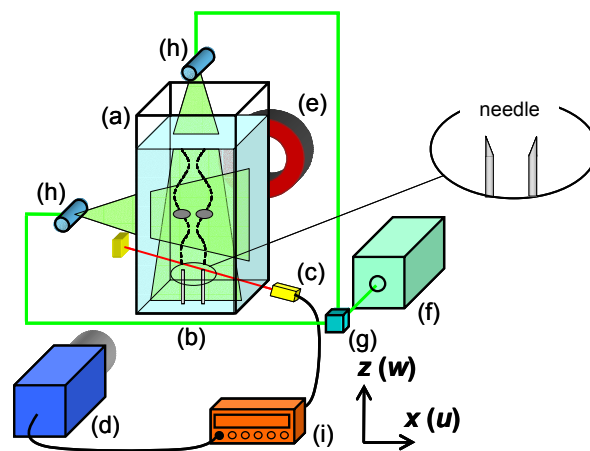 (h)
(a)
(e)
needle
(h)
(c)
(f)
(b)
(g)
z (w)
(d)
(i)
x (u)